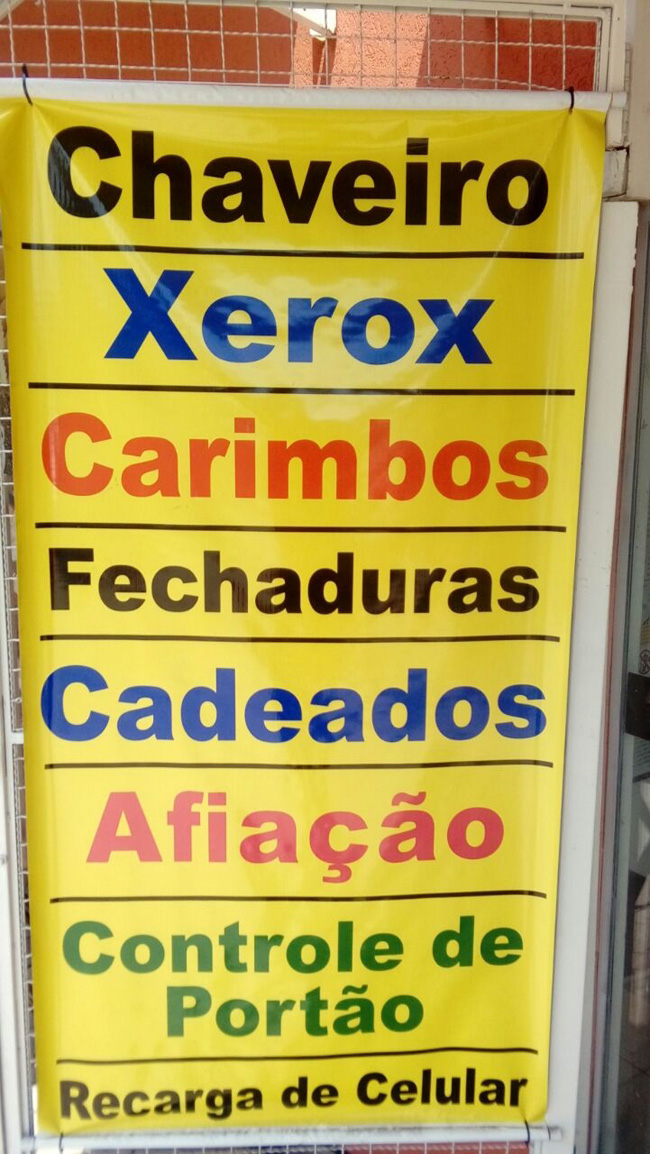 Chaveiro
Xerox
Carimbos
Fechaduras
Cadeados
Afiação
Controle de
Portão
Recarga de Celular